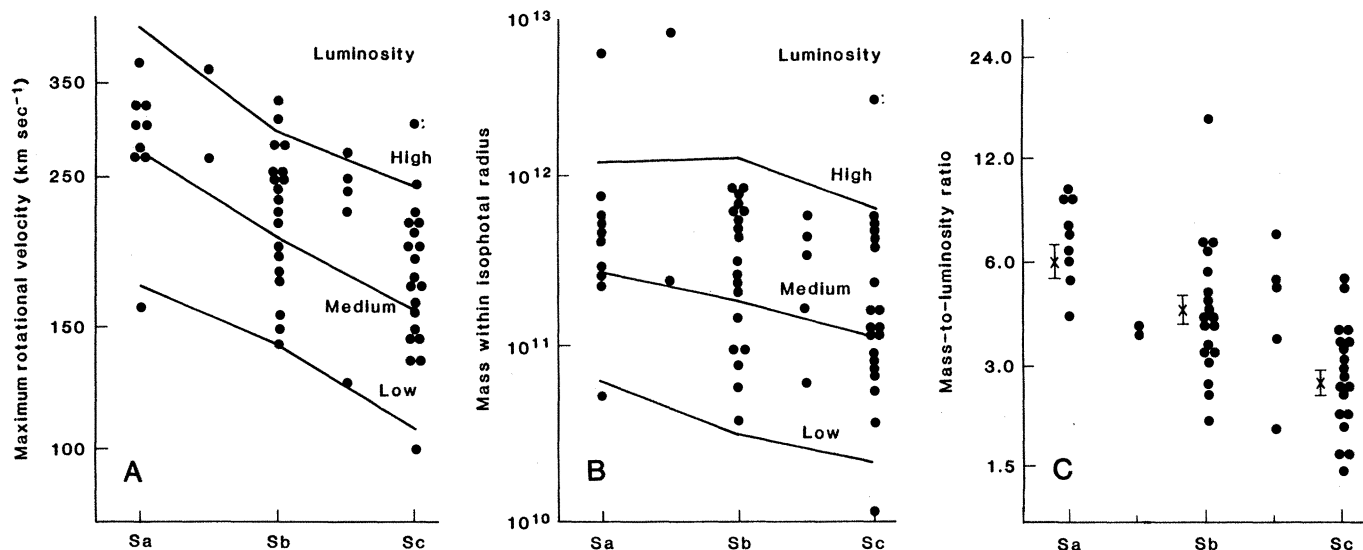 Maximum rotational velocity (km sec⁻¹)
350
250
150
100
Luminosity
High
Medium
Low
A
Sa
Sb
Sc
Mass within isophotal radius
10¹³
10¹²
10¹¹
10¹⁰
Luminosity
High
Medium
Low
B
Sa
Sb
Sc
Mass-to-luminosity ratio
24.0
12.0
6.0
3.0
1.5
C
Sa
Sb
Sc